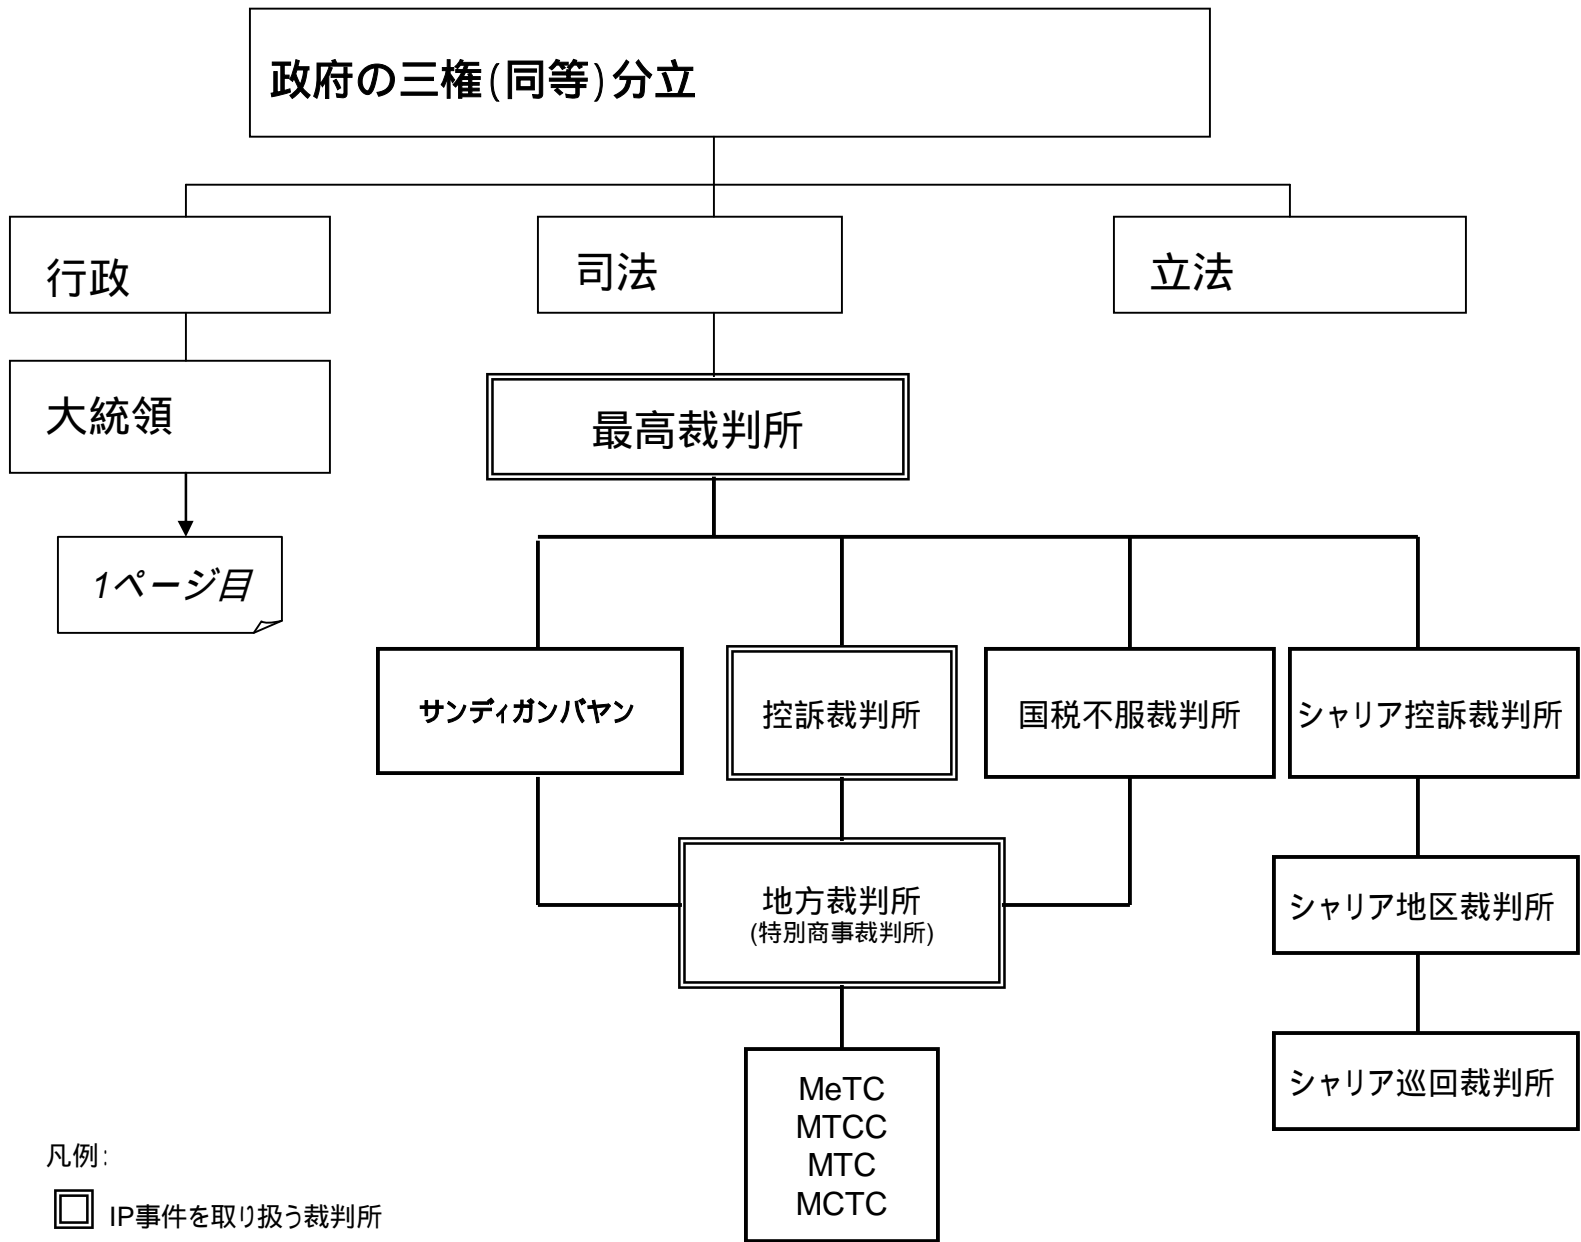 政府の三権(同等)分立
行政
司法
立法
大統領
最高裁判所
1ページ目
サンディガンバヤン
控訴裁判所
国税不服裁判所
シャリア控訴裁判所
地方裁判所
(特別商事裁判所)
シャリア地区裁判所
シャリア巡回裁判所
MeTC
MTCC
MTC
MCTC
凡例:
IP事件を取り扱う裁判所